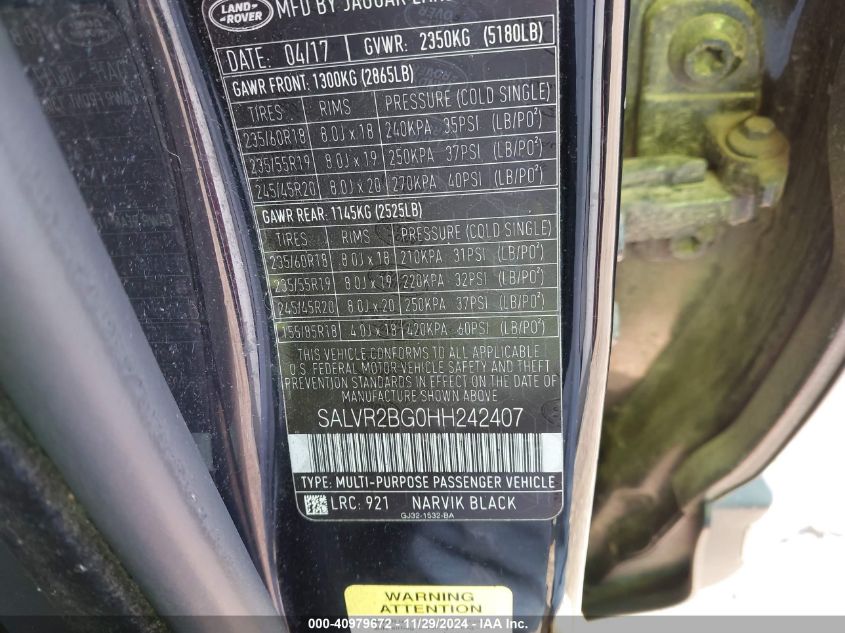 LAND-
ROVER
MFD BY JAGUAR
DATE: 04/17 GVWR: 2350KG (5180LB)
GAWR FRONT: 1300KG (2865LB)
TIRES RIMS PRESSURE (COLD SINGLE)
235/60R18 8.0J x 18 240KPA 35PSI (LB/PO²)
235/55R19 8.0J x 19 250KPA 37PSI (LB/PO²)
245/45R20 8.0J x 20 270KPA 40PSI (LB/PO²)
GAWR REAR: 1145KG (2525LB)
TIRES RIMS PRESSURE (COLD SINGLE)
235/60R18 8.0J x 18 210KPA 31PSI (LB/PO²)
235/55R19 8.0J x 19 220KPA 32PSI (LB/PO²)
245/45R20 8.0J x 20 250KPA 37PSI (LB/PO²)
155/85R18 4.0J x 18 420KPA 60PSI (LB/PO²)
THIS VEHICLE CONFORMS TO ALL APPLICABLE
U.S. FEDERAL MOTOR VEHICLE SAFETY AND THEFT
PREVENTION STANDARDS IN EFFECT ON THE DATE OF
MANUFACTURE SHOWN ABOVE.
SALVR2BG0HH242407
TYPE: MULTI-PURPOSE PASSENGER VEHICLE
LRC: 921 NARVIK BLACK
GJ32-1532-BA
WARNING
ATTENTION
000-40979672 - 11/29/2024 - IAAI.com